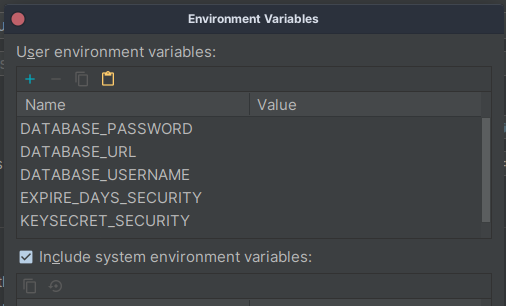 Environment Variables
User environment variables:
Name Value
DATABASE_PASSWORD
DATABASE_URL
DATABASE_USERNAME
EXPIRE_DAYS_SECURITY
KEYSECRET_SECURITY
Include system environment variables: